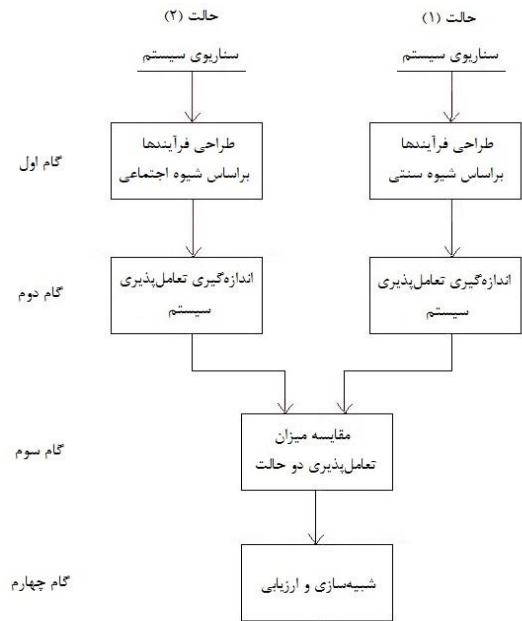 حالت (۱)
حالت (۲)
سناریوی سیستم
سناریوی سیستم
گام اول
طراحی فرآیندها
براساس شیوه سنتی
طراحی فرآیندها
براساس شیوه اجتماعی
گام دوم
اندازه‌گیری تعامل‌پذیری
سیستم
اندازه‌گیری تعامل‌پذیری
سیستم
گام سوم
مقایسه میزان
تعامل‌پذیری دو حالت
گام چهارم
شبیه‌سازی و ارزیابی